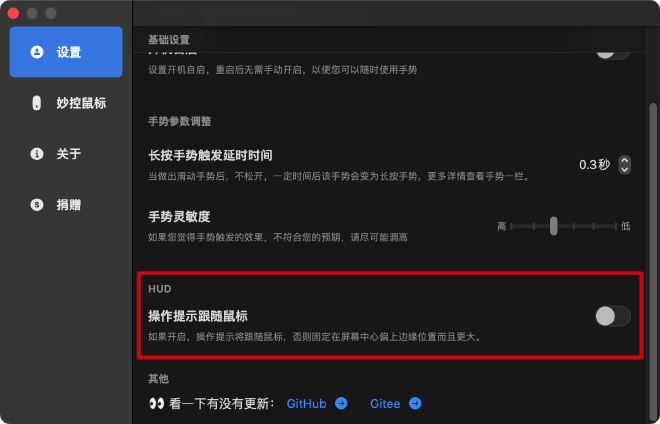 设置
妙控鼠标
关于
捐赠
基础设置
设置开机自启，重启后无需手动开启，以便您可以随时使用手势
手势参数调整
长按手势触发延时时间
0.3秒
当做出滑动手势后，不松开，一定时间后该手势会变为长按手势，更多详情查看手势一栏。
手势灵敏度
高 低
如果您觉得手势触发的效果，不符合您的预期，请尽可能调高
HUD
操作提示跟随鼠标
如果开启，操作提示将跟随鼠标，否则固定在屏幕中心偏上边缘位置而且更大。
其他
👀 看一下有没有更新： GitHub Gitee